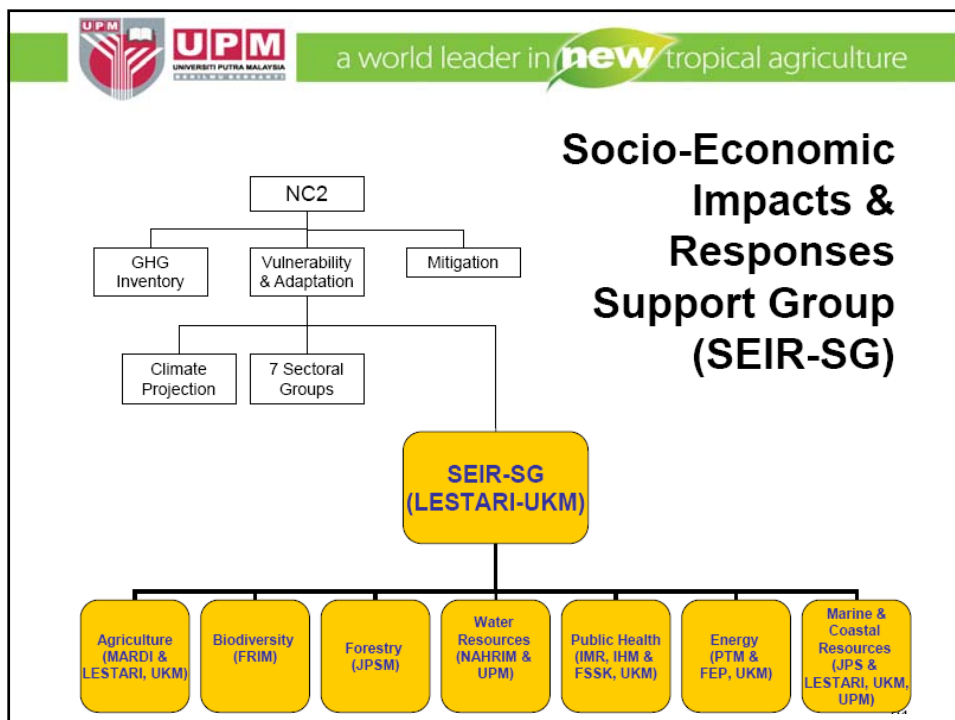 UPM
UPM
UNIVERSITI PUTRA MALAYSIA
BERILMU BERBAKTI
a world leader in new tropical agriculture
Socio-Economic
Impacts &
Responses
Support Group
(SEIR-SG)
NC2
GHG
Inventory
Vulnerability
& Adaptation
Mitigation
Climate
Projection
7 Sectoral
Groups
SEIR-SG
(LESTARI-UKM)
Agriculture
(MARDI &
LESTARI, UKM)
Biodiversity
(FRIM)
Forestry
(JPSM)
Water
Resources
(NAHRIM &
UPM)
Public Health
(IMR, IHM &
FSSK, UKM)
Energy
(PTM &
FEP, UKM)
Marine &
Coastal
Resources
(JPS &
LESTARI, UKM,
UPM)